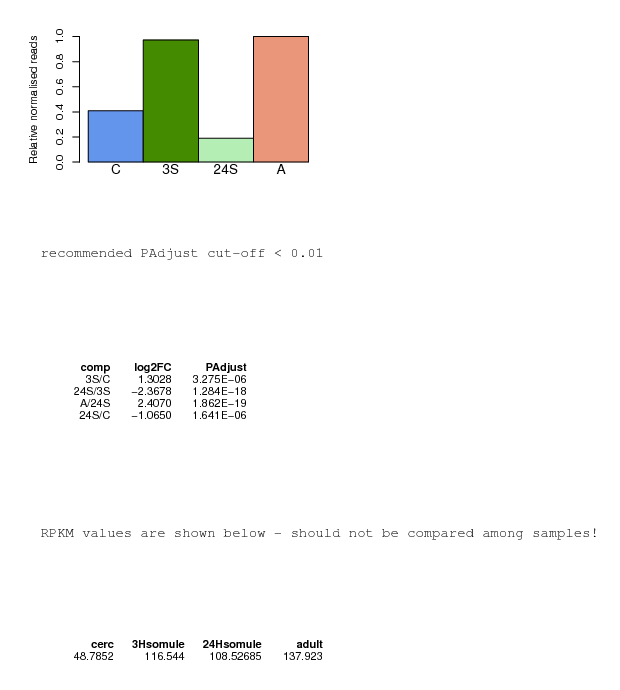 Relative normalised reads
1.0
0.8
0.6
0.4
0.2
0.0
C 3S 24S A
recommended PAdjust cut-off < 0.01
comp log2FC PAdjust
3S/C 1.3028 3.275E-06
24S/3S -2.3678 1.284E-18
A/24S 2.4070 1.862E-19
24S/C -1.0650 1.641E-06
RPKM values are shown below - should not be compared among samples!
cerc 3Hsomule 24Hsomule adult
48.7852 116.544 108.52685 137.923